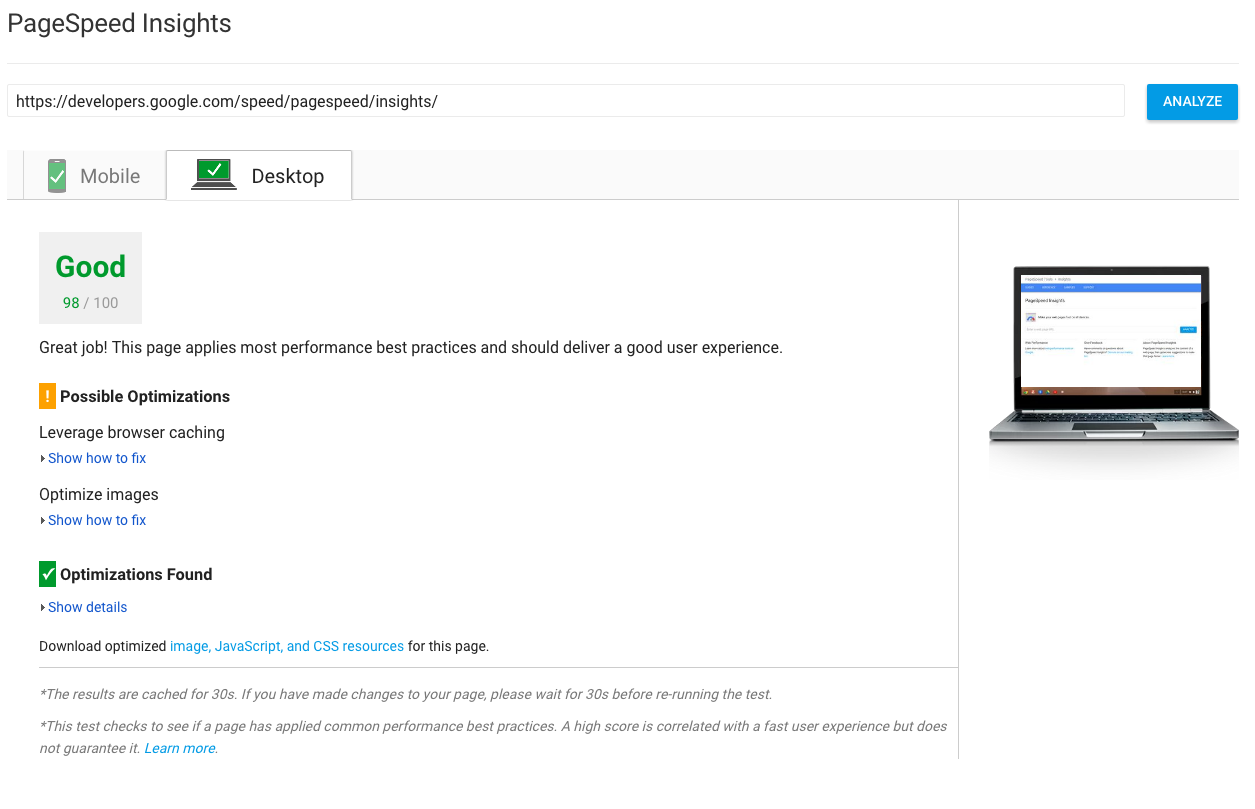 PageSpeed Insights
https://developers.google.com/speed/pagespeed/insights/
ANALYZE
Mobile
Desktop
Good
98 / 100
Great job! This page applies most performance best practices and should deliver a good user experience.
! Possible Optimizations
Leverage browser caching
Show how to fix
Optimize images
Show how to fix
Optimizations Found
Show details
Download optimized image, JavaScript, and CSS resources for this page.
*The results are cached for 30s. If you have made changes to your page, please wait for 30s before re-running the test.
*This test checks to see if a page has applied common performance best practices. A high score is correlated with a fast user experience but does
not guarantee it. Learn more.
PageSpeed Insights